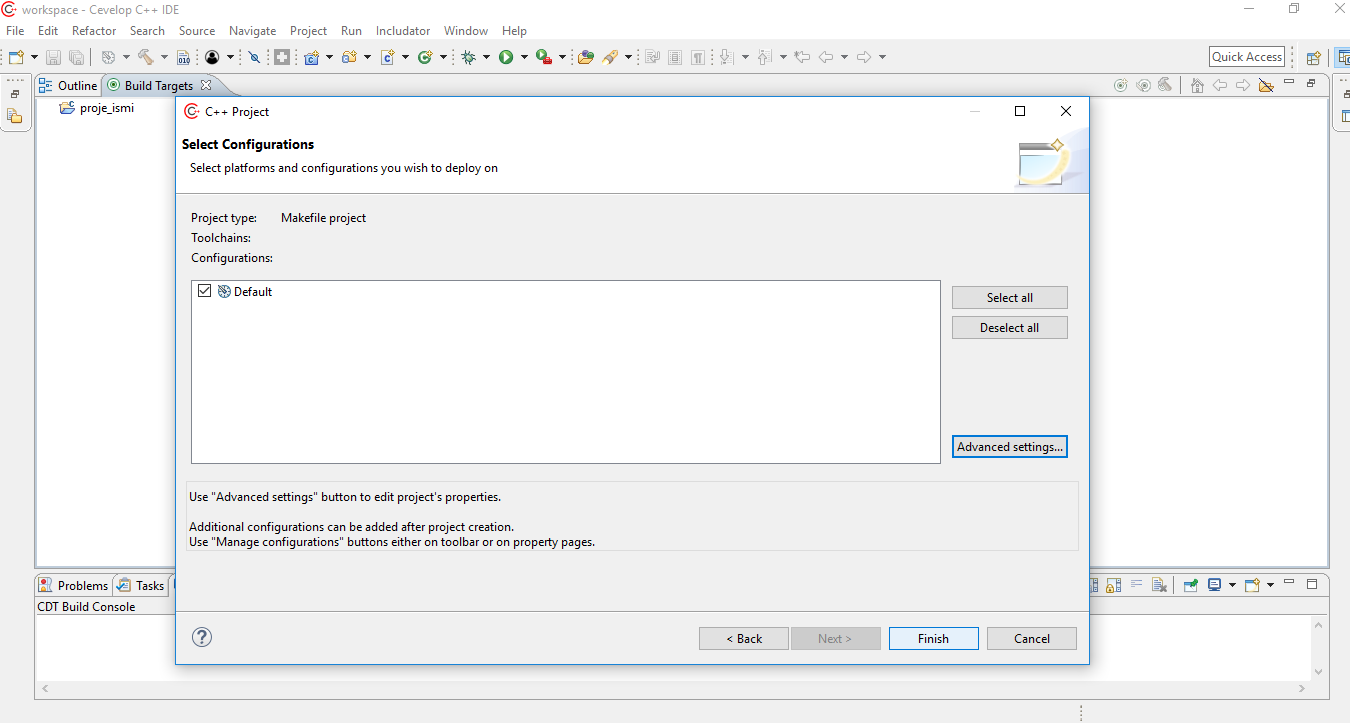 workspace - Cevelop C++ IDE
File Edit Refactor Search Source Navigate Project Run Includator Window Help
010
Quick Access
Outline Build Targets
proje_ismi
C++ Project
Select Configurations
Select platforms and configurations you wish to deploy on
Project type: Makefile project
Toolchains:
Configurations:
Default
Select all
Deselect all
Advanced settings...
Use "Advanced settings" button to edit project's properties.
Additional configurations can be added after project creation.
Use "Manage configurations" buttons either on toolbar or on property pages.
Problems Tasks
CDT Build Console
? < Back Next > Finish Cancel